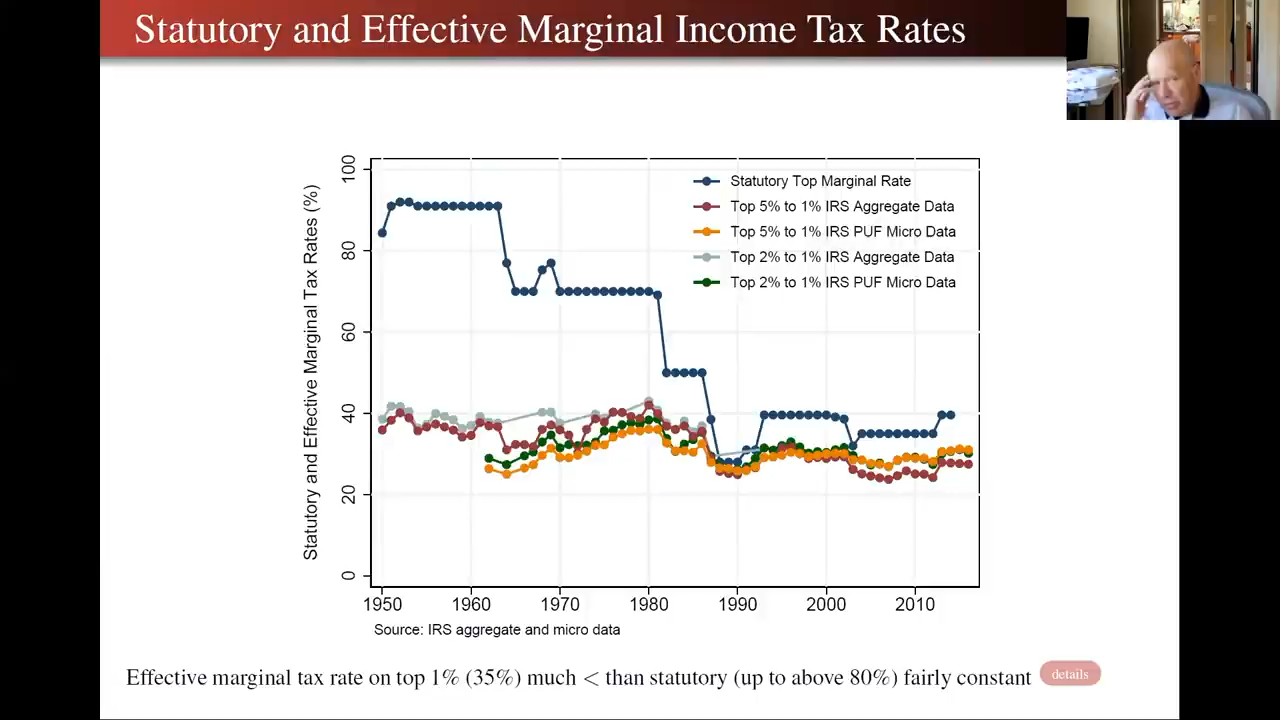 Statutory and Effective Marginal Income Tax Rates
Statutory and Effective Marginal Tax Rates (%)
100
80
60
40
20
0
Statutory Top Marginal Rate
Top 5% to 1% IRS Aggregate Data
Top 5% to 1% IRS PUF Micro Data
Top 2% to 1% IRS Aggregate Data
Top 2% to 1% IRS PUF Micro Data
1950 1960 1970 1980 1990 2000 2010
Source: IRS aggregate and micro data
Effective marginal tax rate on top 1% (35%) much < than statutory (up to above 80%) fairly constant details